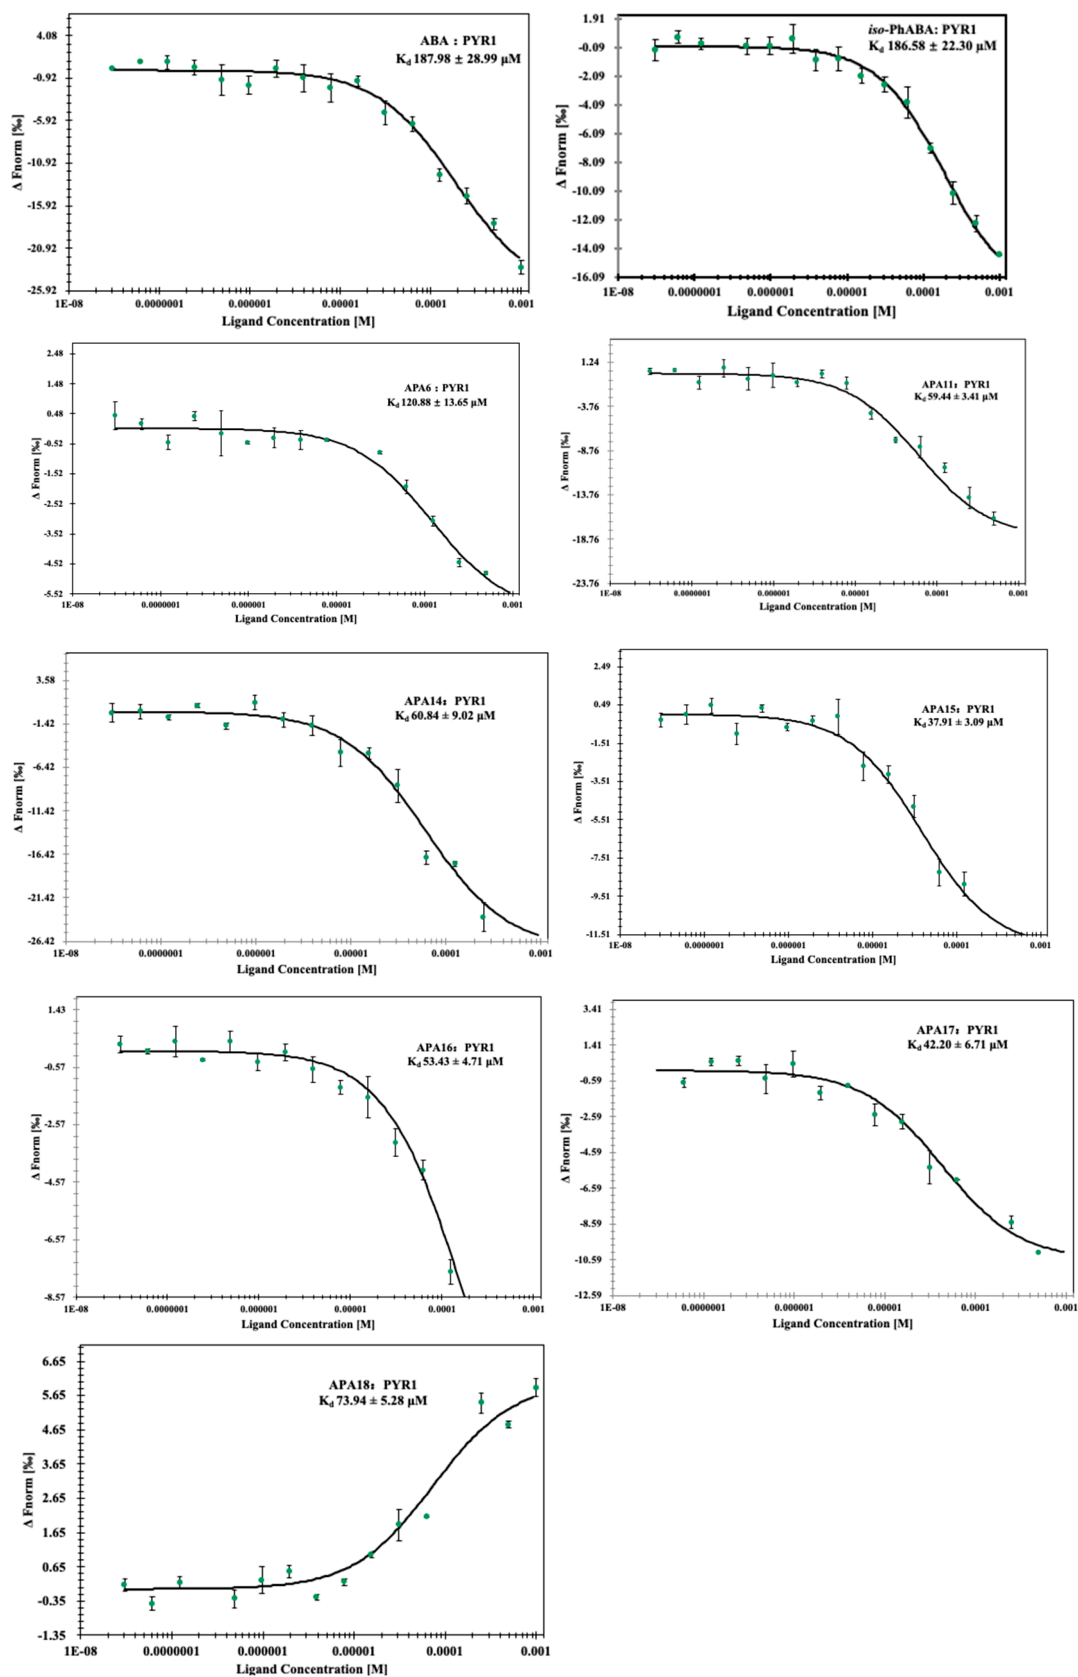 ABA : PYR1
Kd 187.98 ± 28.99 μM
4.08
-0.92
-5.92
-10.92
-15.92
-20.92
-25.92
Δ Fnorm [‰]
1E-08 0.0000001 0.00001 0.0001 0.001
Ligand Concentration [M]
iso-PhABA: PYR1
Kd 186.58 ± 22.30 μM
1.91
-0.09
-2.09
-4.09
-6.09
-8.09
-10.09
-12.09
-14.09
-16.09
Δ Fnorm [‰]
1E-08 0.0000001 0.000001 0.00001 0.0001 0.001
Ligand Concentration [M]
APA6 : PYR1
Kd 120.88 ± 13.65 μM
2.48
1.48
0.48
-0.52
-1.52
-2.52
-3.52
-4.52
-5.52
Δ Fnorm [‰]
1E-08 0.0000001 0.000001 0.00001 0.0001 0.001
Ligand Concentration [M]
APA11: PYR1
Kd 59.44 ± 3.41 μM
1.24
-3.76
-8.76
-13.76
-18.76
-23.76
Δ Fnorm [‰]
1E-08 0.0000001 0.000001 0.00001 0.0001 0.001
Ligand Concentration [M]
APA14: PYR1
Kd 60.84 ± 9.02 μM
3.58
-1.42
-6.42
-11.42
-16.42
-21.42
-26.42
Δ Fnorm [‰]
1E-08 0.0000001 0.000001 0.00001 0.0001 0.001
Ligand Concentration [M]
APA15: PYR1
Kd 37.91 ± 3.09 μM
2.49
0.49
-1.51
-3.51
-5.51
-7.51
-9.51
-11.51
Δ Fnorm [‰]
1E-08 0.0000001 0.000001 0.00001 0.0001 0.001
Ligand Concentration [M]
APA16: PYR1
Kd 53.43 ± 4.71 μM
1.43
-0.57
-2.57
-4.57
-6.57
-8.57
Δ Fnorm [‰]
1E-08 0.0000001 0.000001 0.00001 0.0001 0.001
Ligand Concentration [M]
APA17: PYR1
Kd 42.20 ± 6.71 μM
3.41
1.41
-0.59
-2.59
-4.59
-6.59
-8.59
-10.59
-12.59
Δ Fnorm [‰]
1E-08 0.0000001 0.000001 0.00001 0.0001 0.001
Ligand Concentration [M]
APA18: PYR1
Kd 73.94 ± 5.28 μM
6.65
5.65
4.65
3.65
2.65
1.65
0.65
-0.35
-1.35
Δ Fnorm [‰]
1E-08 0.0000001 0.000001 0.00001 0.0001 0.001
Ligand Concentration [M]